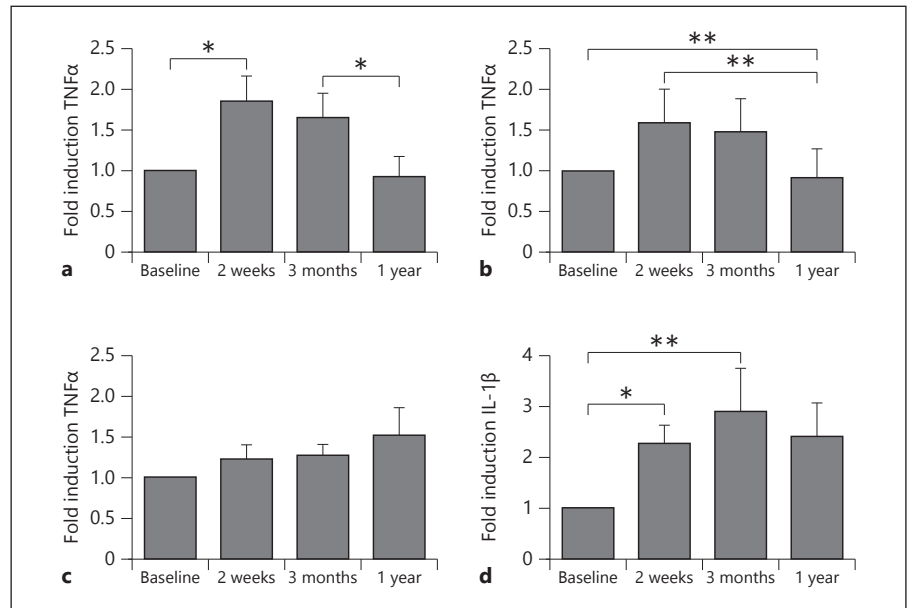 Fold induction TNFα
2.5
2.0
1.5
1.0
0.5
0
*
*
Baseline
2 weeks
3 months
1 year
a
Fold induction TNFα
2.5
2.0
1.5
1.0
0.5
0
**
**
Baseline
2 weeks
3 months
1 year
b
Fold induction TNFα
2.5
2.0
1.5
1.0
0.5
0
Baseline
2 weeks
3 months
1 year
c
Fold induction IL-1β
4
3
2
1
0
**
*
Baseline
2 weeks
3 months
1 year
d